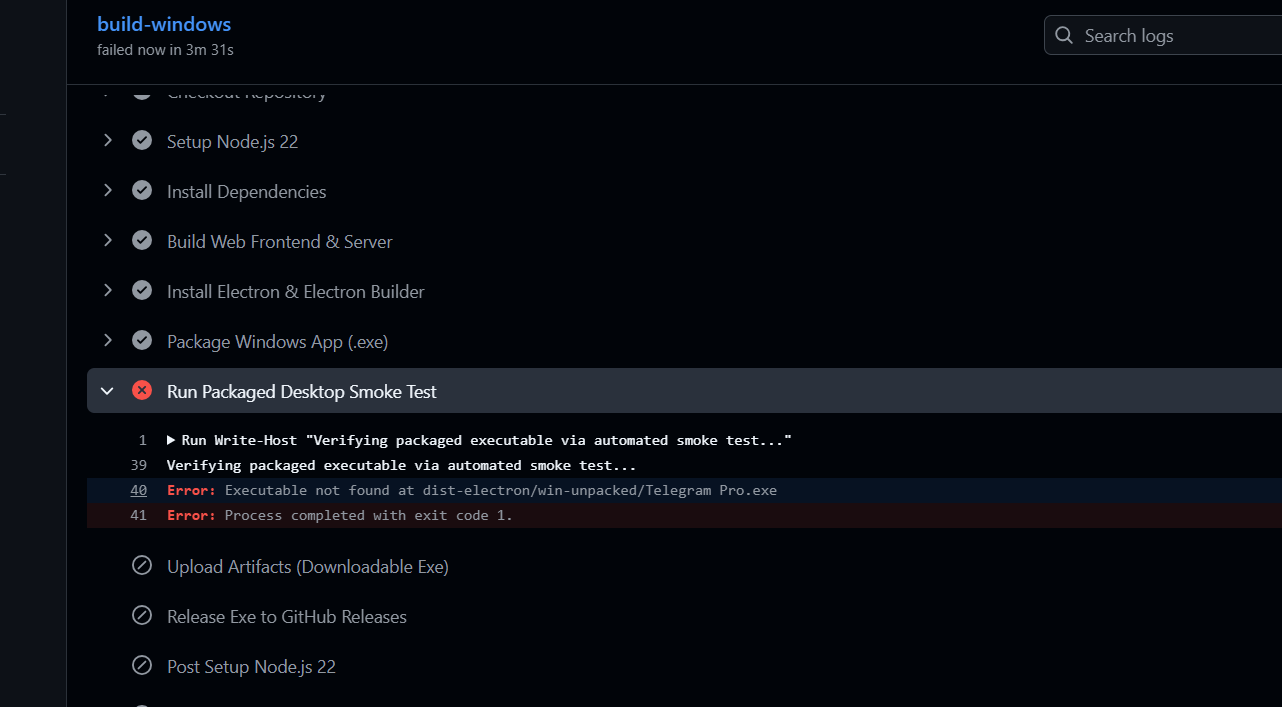 build-windows
failed now in 3m 31s
Search logs
Checkout Repository
Setup Node.js 22
Install Dependencies
Build Web Frontend & Server
Install Electron & Electron Builder
Package Windows App (.exe)
Run Packaged Desktop Smoke Test
1 Run Write-Host "Verifying packaged executable via automated smoke test..."
39 Verifying packaged executable via automated smoke test...
40 Error: Executable not found at dist-electron/win-unpacked/Telegram Pro.exe
41 Error: Process completed with exit code 1.
Upload Artifacts (Downloadable Exe)
Release Exe to GitHub Releases
Post Setup Node.js 22